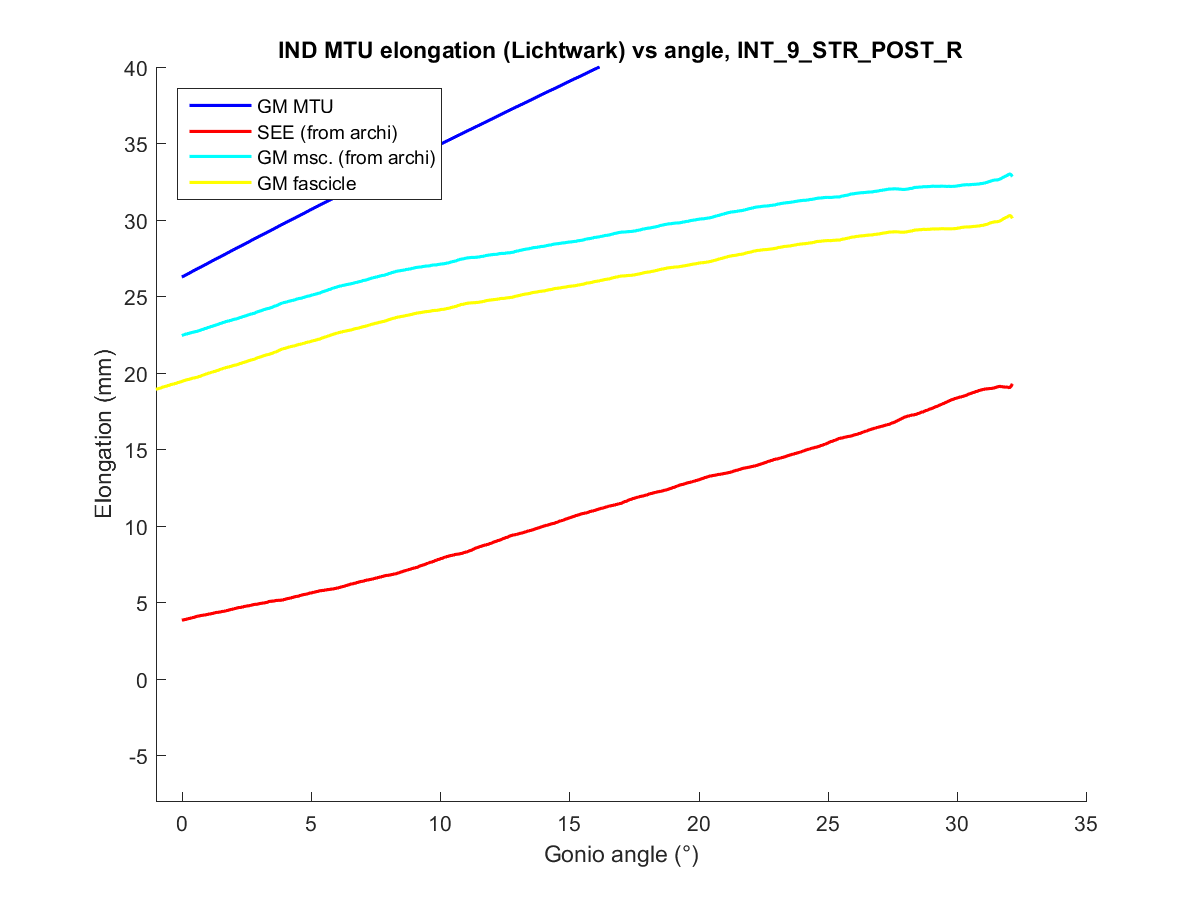 IND MTU elongation (Lichtwark) vs angle, INT_9_STR_POST_R
GM MTU
SEE (from archi)
GM msc. (from archi)
GM fascicle
40
35
30
25
20
15
10
5
0
-5
Elongation (mm)
0 5 10 15 20 25 30 35
Gonio angle (°)